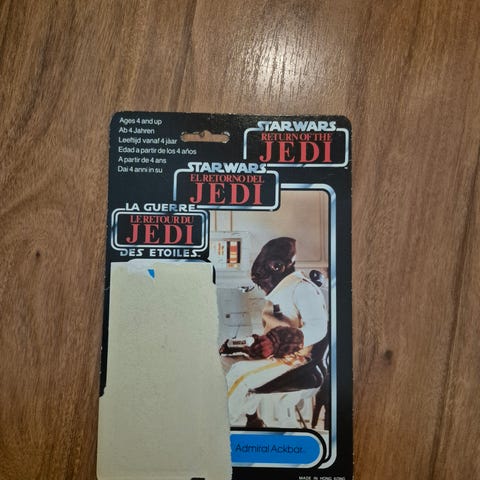 Ages 4 and up
Ab 4 Jahren
Leeftijd vanaf 4 jaar
Edad a partir de los 4 años
A partir de 4 ans
Dai 4 anni in su
STAR WARS
RETURN OF THE
JEDI
STAR WARS
EL RETORNO DEL
JEDI
LA GUERRE
LE RETOUR DU
JEDI
DES ETOILES
Admiral Ackbar
MADE IN HONG KONG